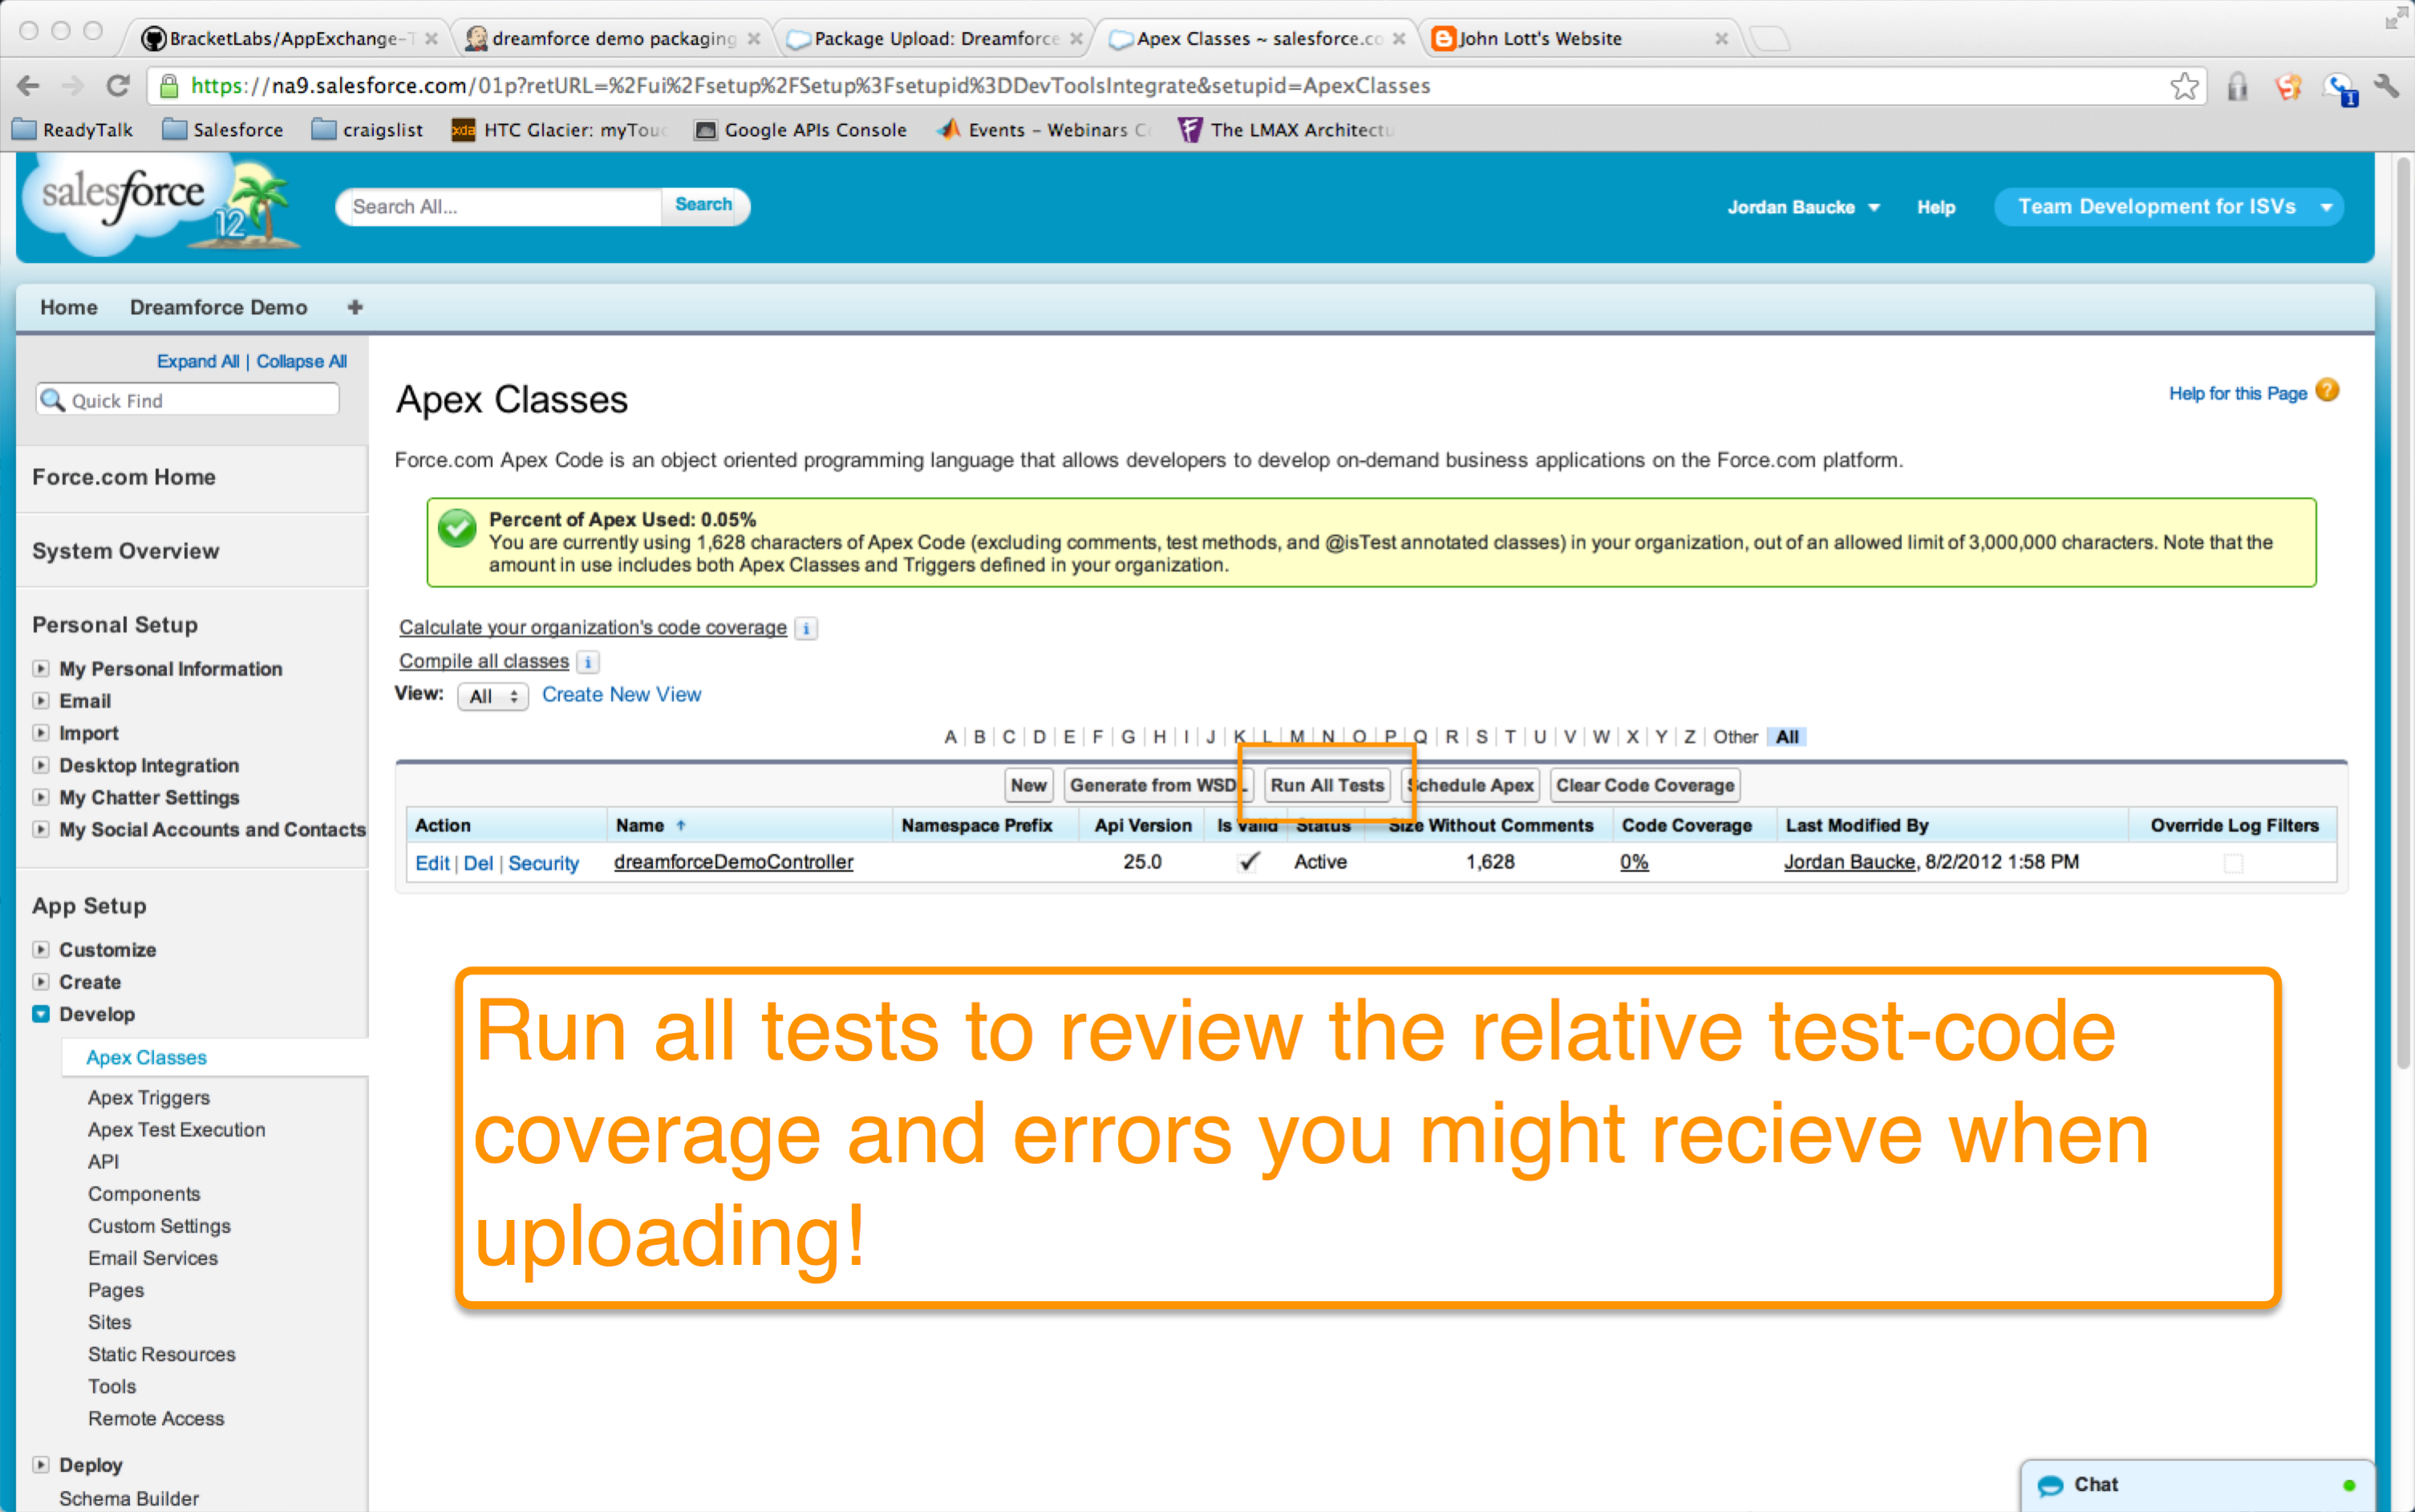 BracketLabs/AppExchange-T
dreamforce demo packaging
Package Upload: Dreamforce
Apex Classes ~ salesforce.co
John Lott's Website
https://na9.salesforce.com/01p?retURL=%2Fui%2Fsetup%2FSetup%3Fsetupid%3DDevToolsIntegrate&setupid=ApexClasses
1
ReadyTalk
Salesforce
craigslist
xda
HTC Glacier: myTouc
Google APIs Console
Events – Webinars C
The LMAX Architectu
salesforce
12
Search All...
Search
Jordan Baucke
Help
Team Development for ISVs
Home
Dreamforce Demo
+
Expand All | Collapse All
Quick Find
Force.com Home
System Overview
Personal Setup
My Personal Information
Email
Import
Desktop Integration
My Chatter Settings
My Social Accounts and Contacts
App Setup
Customize
Create
Develop
Apex Classes
Apex Triggers
Apex Test Execution
API
Components
Custom Settings
Email Services
Pages
Sites
Static Resources
Tools
Remote Access
Deploy
Schema Builder
Apex Classes
Help for this Page ?
Force.com Apex Code is an object oriented programming language that allows developers to develop on-demand business applications on the Force.com platform.
Percent of Apex Used: 0.05%
You are currently using 1,628 characters of Apex Code (excluding comments, test methods, and @isTest annotated classes) in your organization, out of an allowed limit of 3,000,000 characters. Note that the
amount in use includes both Apex Classes and Triggers defined in your organization.
Calculate your organization's code coverage i
Compile all classes i
View: All Create New View
A | B | C | D | E | F | G | H | I | J | K | L | M | N | O | P | Q | R | S | T | U | V | W | X | Y | Z | Other All
New
Generate from WSDL
Run All Tests
Schedule Apex
Clear Code Coverage
Action Name Namespace Prefix Api Version Is Valid Status Size Without Comments Code Coverage Last Modified By Override Log Filters
Edit | Del | Security dreamforceDemoController 25.0 Active 1,628 0% Jordan Baucke, 8/2/2012 1:58 PM
Run all tests to review the relative test-code
coverage and errors you might recieve when
uploading!
Chat